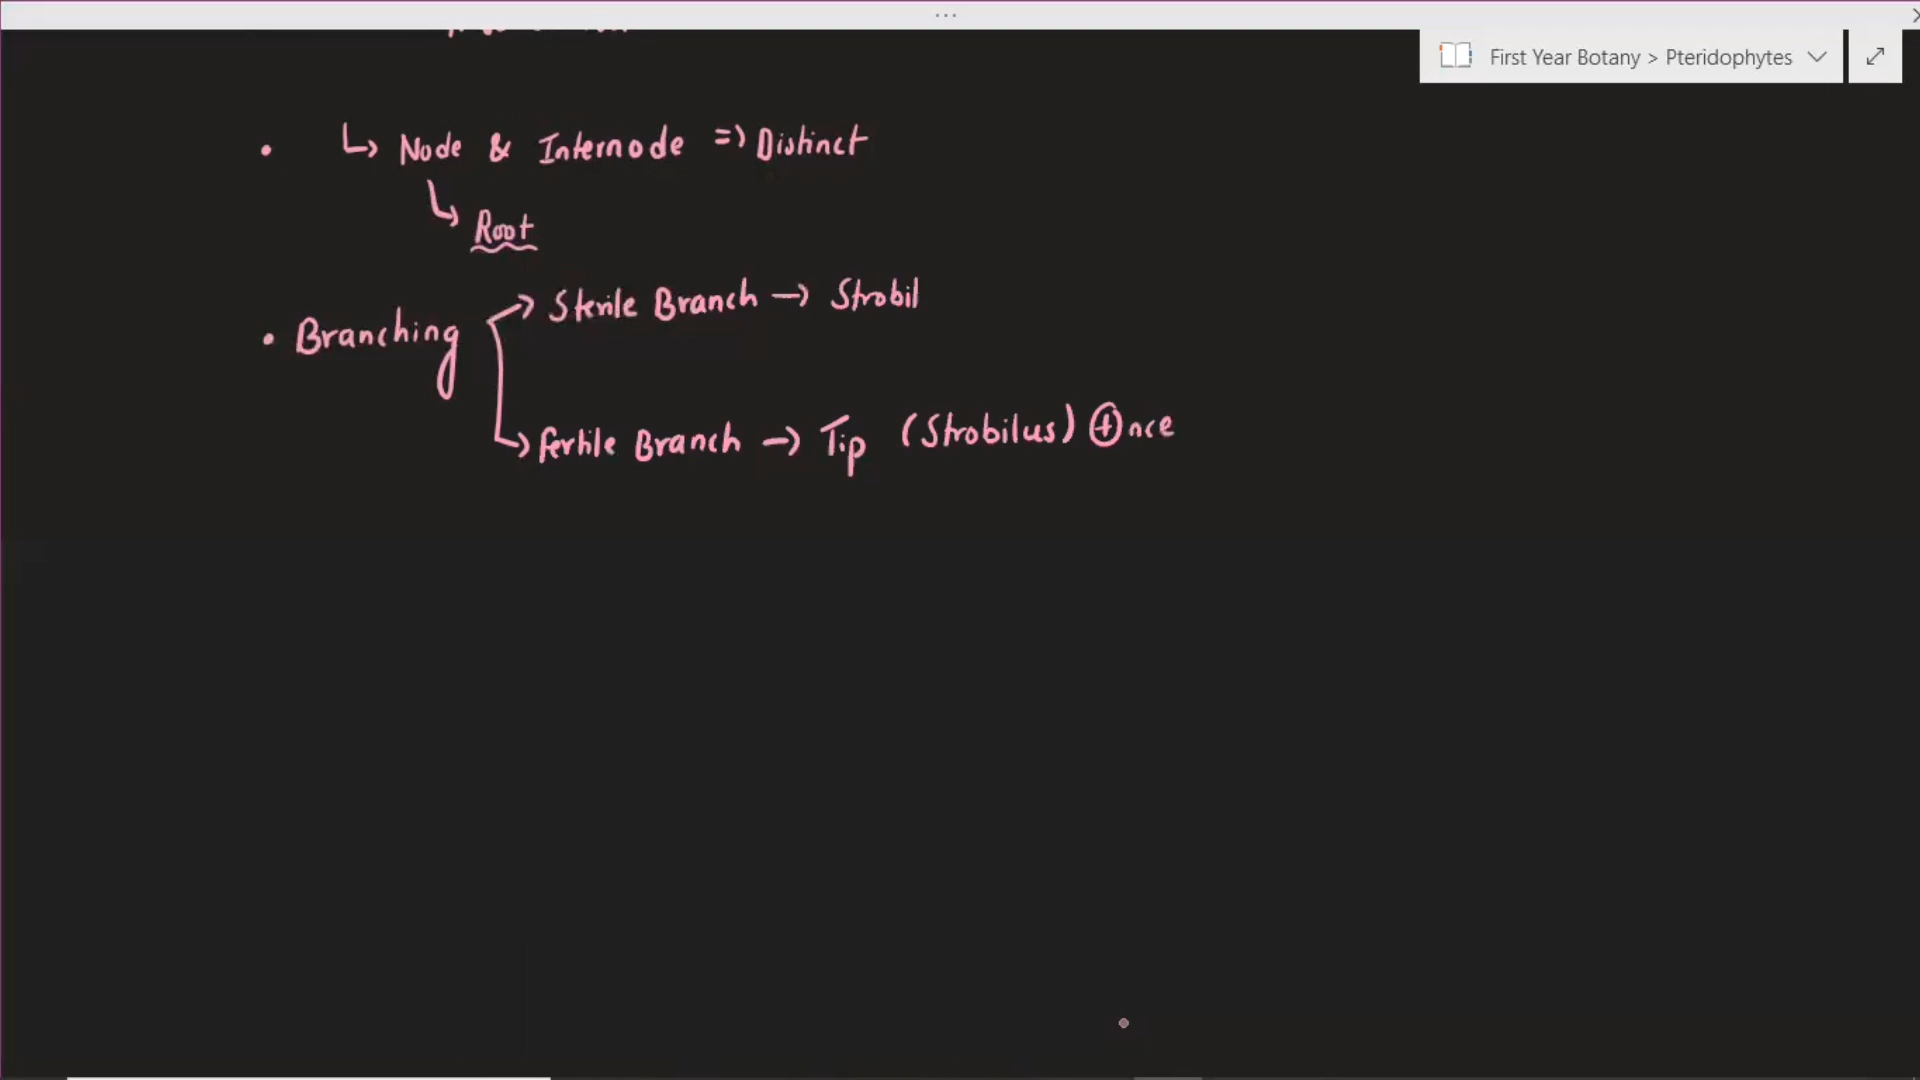 First Year Botany > Pteridophytes
• ↳ Node & Internode => Distinct
↳ Root
• Branching → Sterile Branch → Strobil
↳ fertile Branch → Tip (Strobilus) ⊕nce